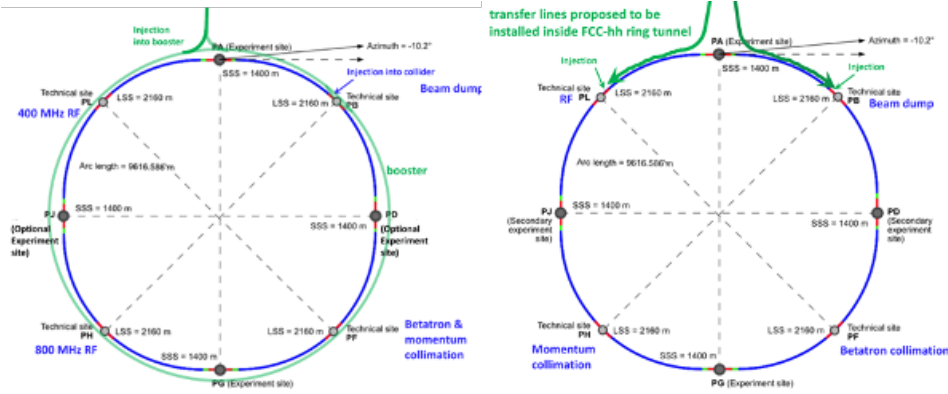 Injection
into booster
PA (Experiment site)
Azimuth = -10.2°
SSS = 1400 m
Injection into collider
Beam dump
Technical site
PL
LSS = 2160 m
LSS = 2160 m
Technical site
PB
400 MHz RF
Arc length = 9616.586 m
booster
PJ
SSS = 1400 m
PD
SSS = 1400 m
(Optional
Experiment
site)
(Optional
Experiment
site)
Technical site
PH
LSS = 2160 m
LSS = 2160 m
Technical site
PF
800 MHz RF
Betatron &
momentum
collimation
SSS = 1400 m
PG (Experiment site)
transfer lines proposed to be
installed inside FCC-hh ring tunnel
PA (Experiment site)
Azimuth = -10.2°
SSS = 1400 m
Injection
Injection
Technical site
RF PL
LSS = 2160 m
LSS = 2160 m
Technical site
PB
Beam dump
Arc length = 9616.586 m
PJ
(Secondary
experiment
site)
SSS = 1400 m
SSS = 1400 m
PD
(Secondary
experiment
site)
Technical site
PH
LSS = 2160 m
LSS = 2160 m
Technical site
PF
Momentum
collimation
Betatron collimation
SSS = 1400 m
PG (Experiment site)